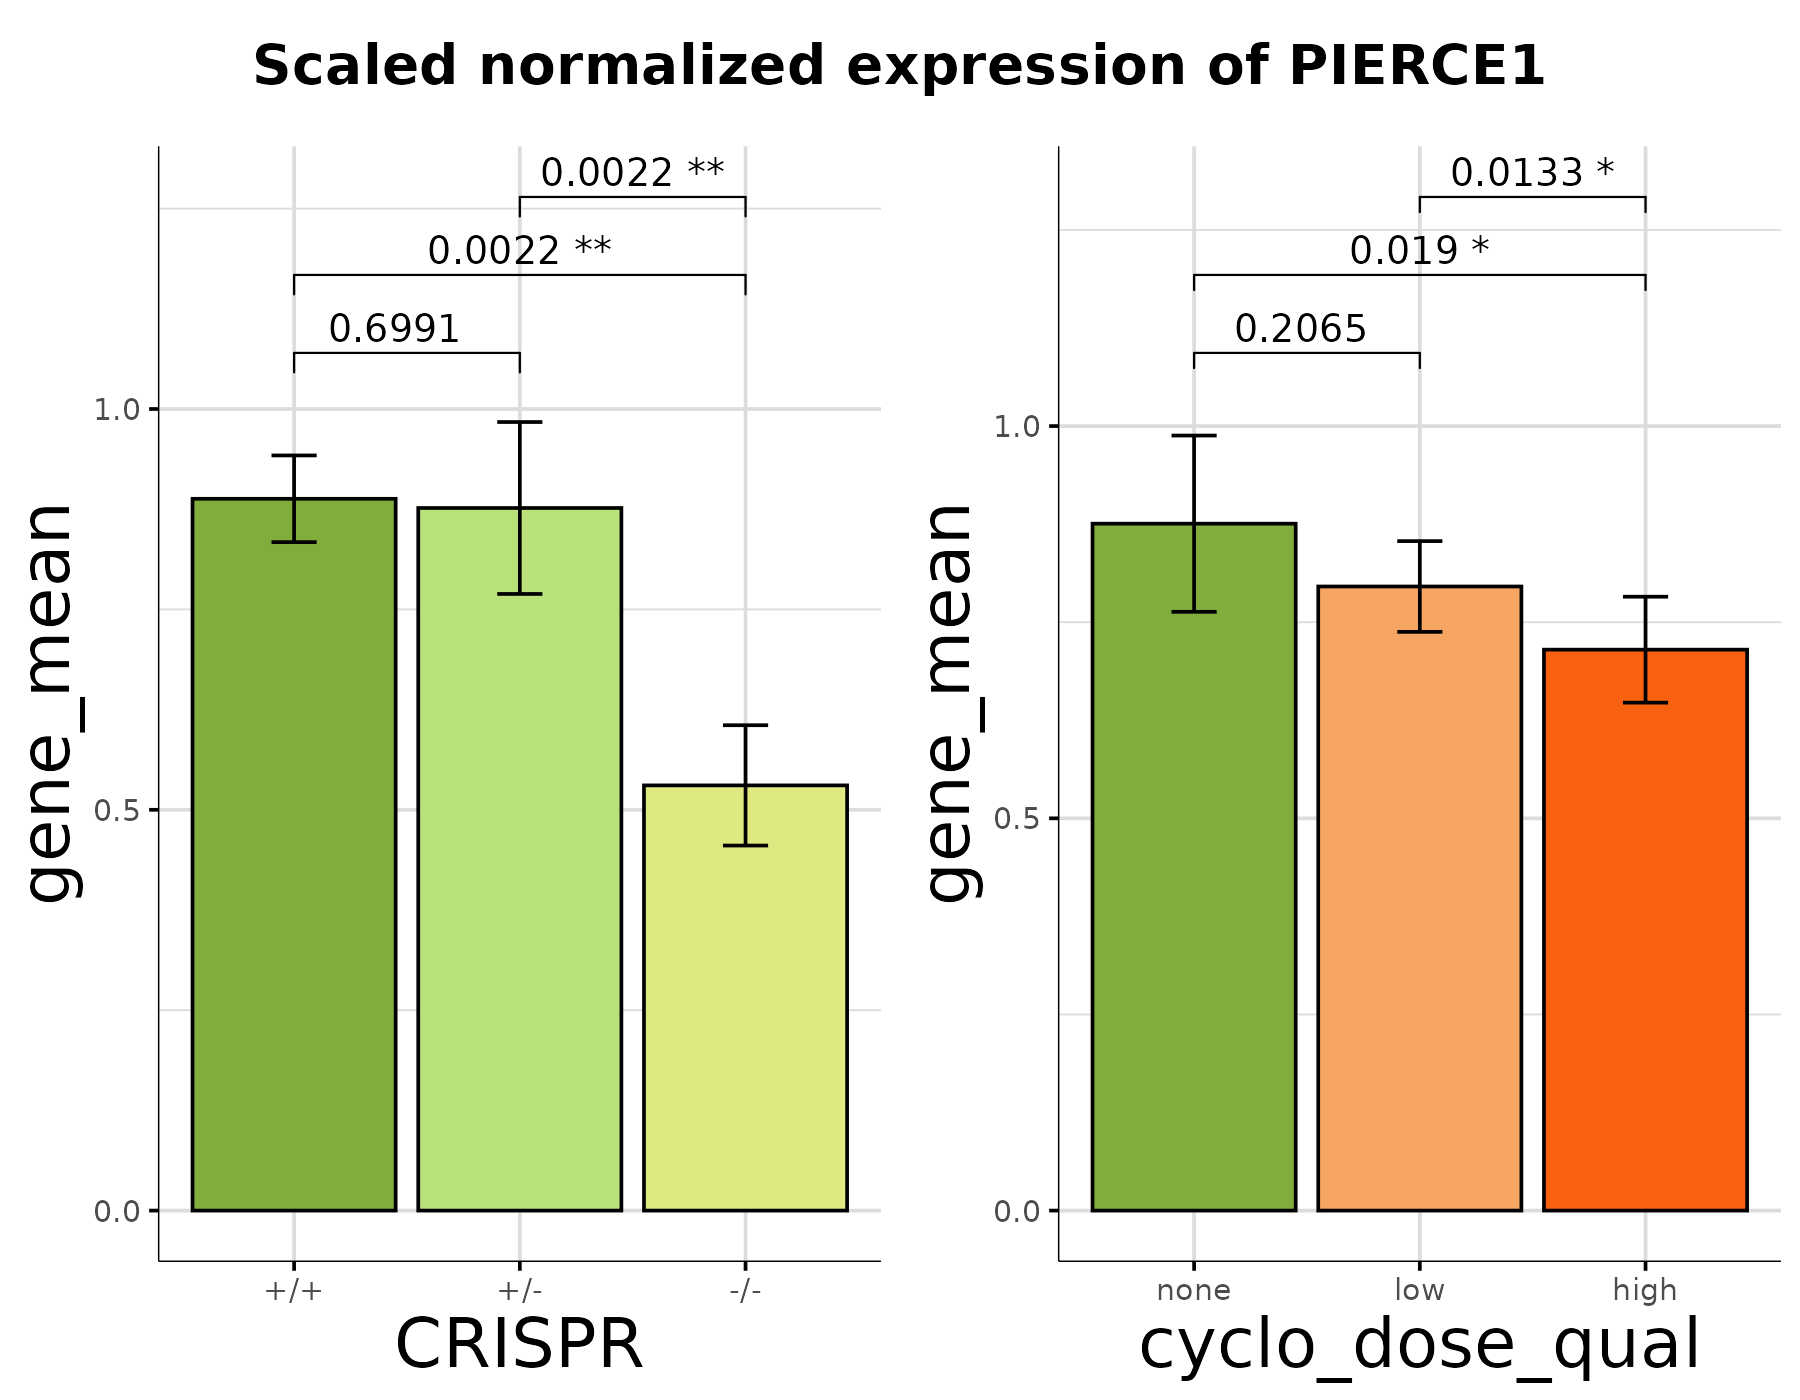 Scaled normalized expression of PIERCE1
0.0022 **
0.0022 **
0.6991
1.0
0.5
0.0
gene_mean
+/+ +/- -/-
CRISPR
0.0133 *
0.019 *
0.2065
1.0
0.5
0.0
gene_mean
none low high
cyclo_dose_qual